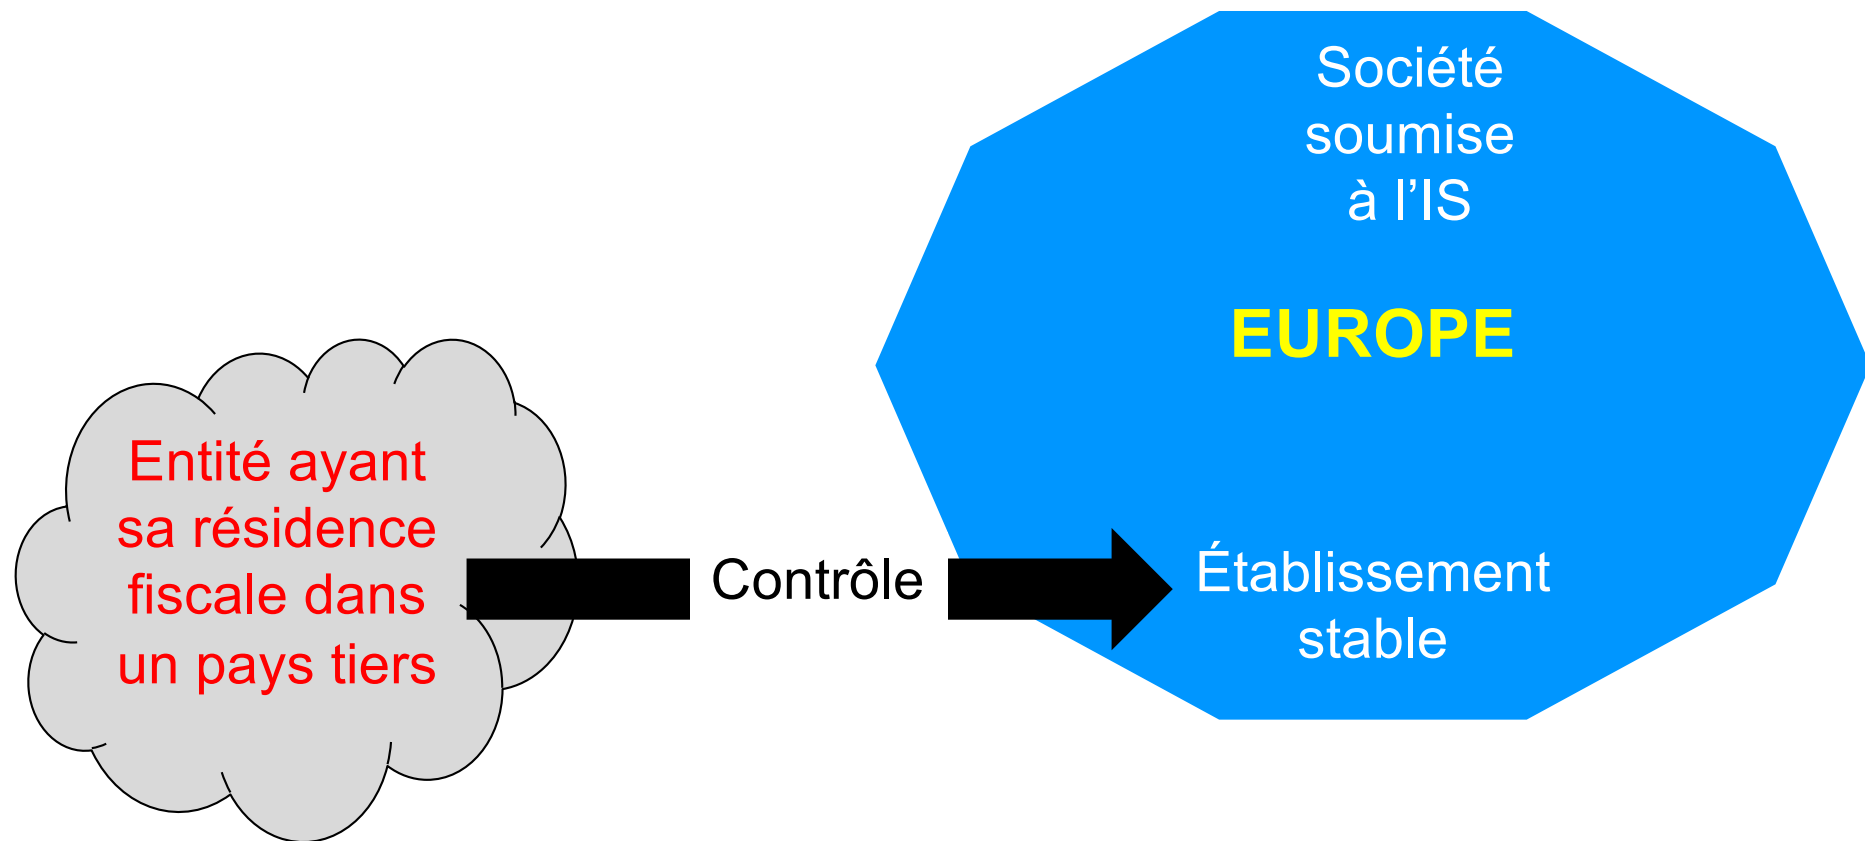 Société
soumise
à l’IS
EUROPE
Entité ayant
sa résidence
fiscale dans
un pays tiers
Contrôle
Établissement
stable